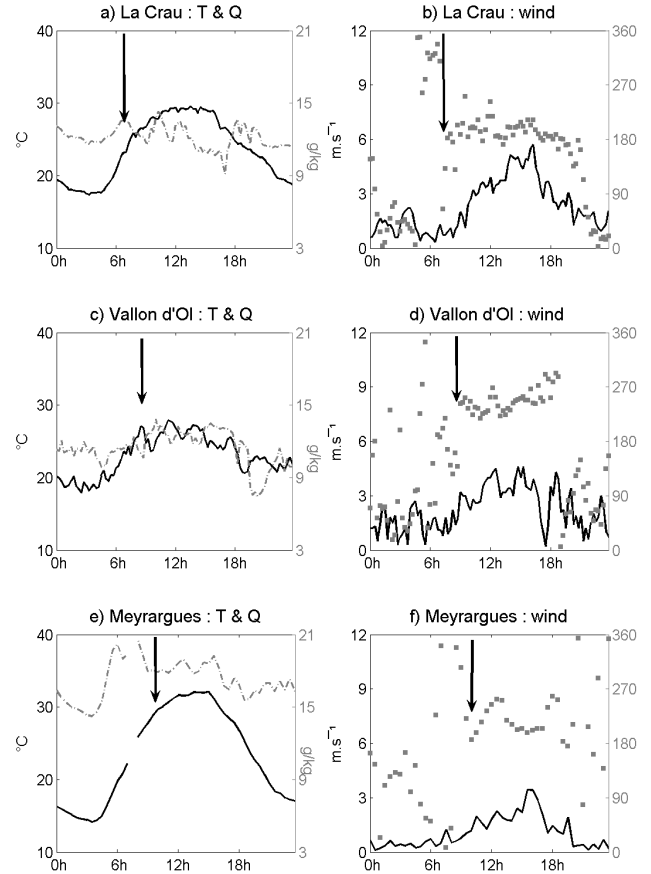 a) La Crau : T & Q
b) La Crau : wind
40
30
20
10
°C
21
15
9
3
g/kg
0h
6h
12h
18h
12
9
6
3
0
m.s⁻¹
360
270
180
90
0
0h
6h
12h
18h
c) Vallon d'Ol : T & Q
d) Vallon d'Ol : wind
40
30
20
10
°C
21
15
9
3
g/kg
0h
6h
12h
18h
12
9
6
3
0
m.s⁻¹
360
270
180
90
0
0h
6h
12h
18h
e) Meyrargues : T & Q
f) Meyrargues : wind
40
30
20
10
°C
21
15
9
3
g/kg
0h
6h
12h
18h
12
9
6
3
0
m.s⁻¹
360
270
180
90
0
0h
6h
12h
18h